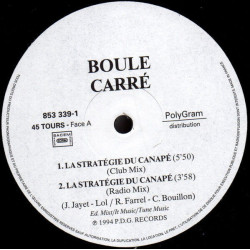 BOULE
CARRÉ
853 339-1
45 TOURS - Face A
PolyGram
distribution
1. LA STRATÉGIE DU CANAPÉ (5'50)
(Club Mix)
2. LA STRATÉGIE DU CANAPÉ (3'58)
(Radio Mix)
(J. Jayet - Lol / R. Farrel - C. Bouillon)
Ed. Mixt/It Music/Tune Music
℗ 1994 P.D.G. RECORDS